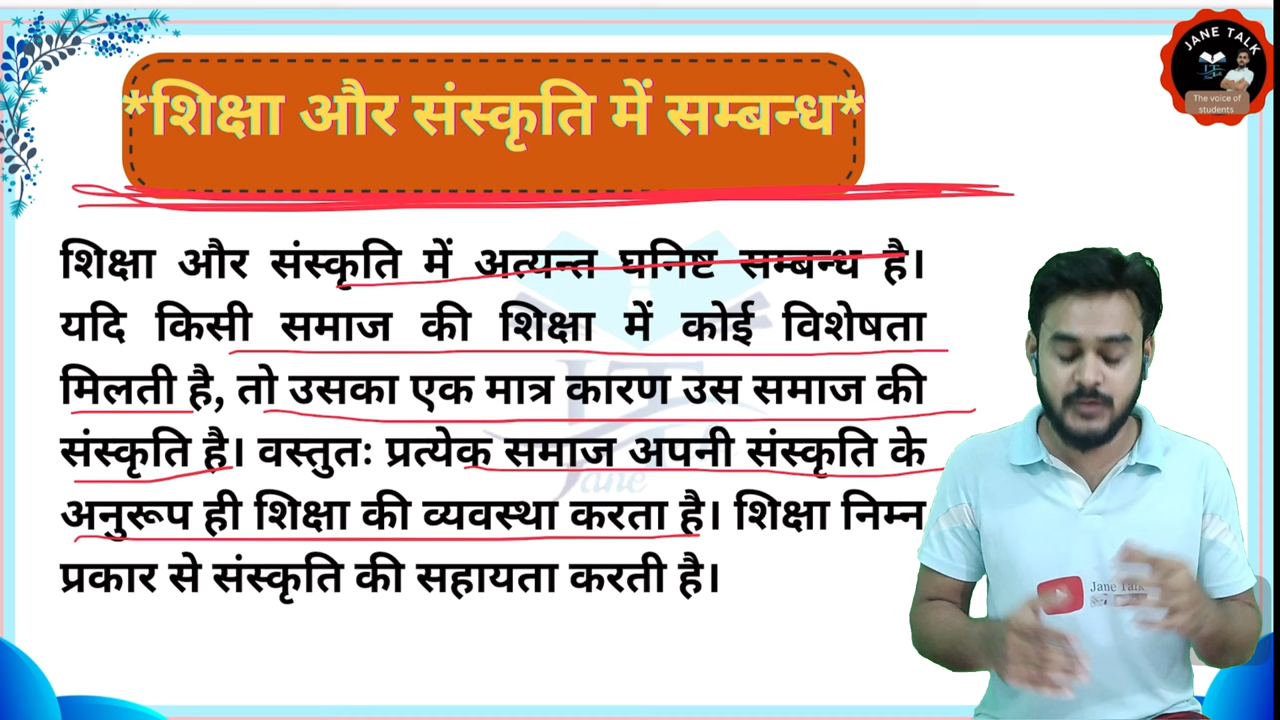 *शिक्षा और संस्कृति में सम्बन्ध*
JANE TALK
The voice of
students
शिक्षा और संस्कृति में अत्यन्त घनिष्ट सम्बन्ध है।
यदि किसी समाज की शिक्षा में कोई विशेषता
मिलती है, तो उसका एक मात्र कारण उस समाज की
संस्कृति है। वस्तुतः प्रत्येक समाज अपनी संस्कृति के
अनुरूप ही शिक्षा की व्यवस्था करता है। शिक्षा निम्न
प्रकार से संस्कृति की सहायता करती है।
Jane
Jane Talk